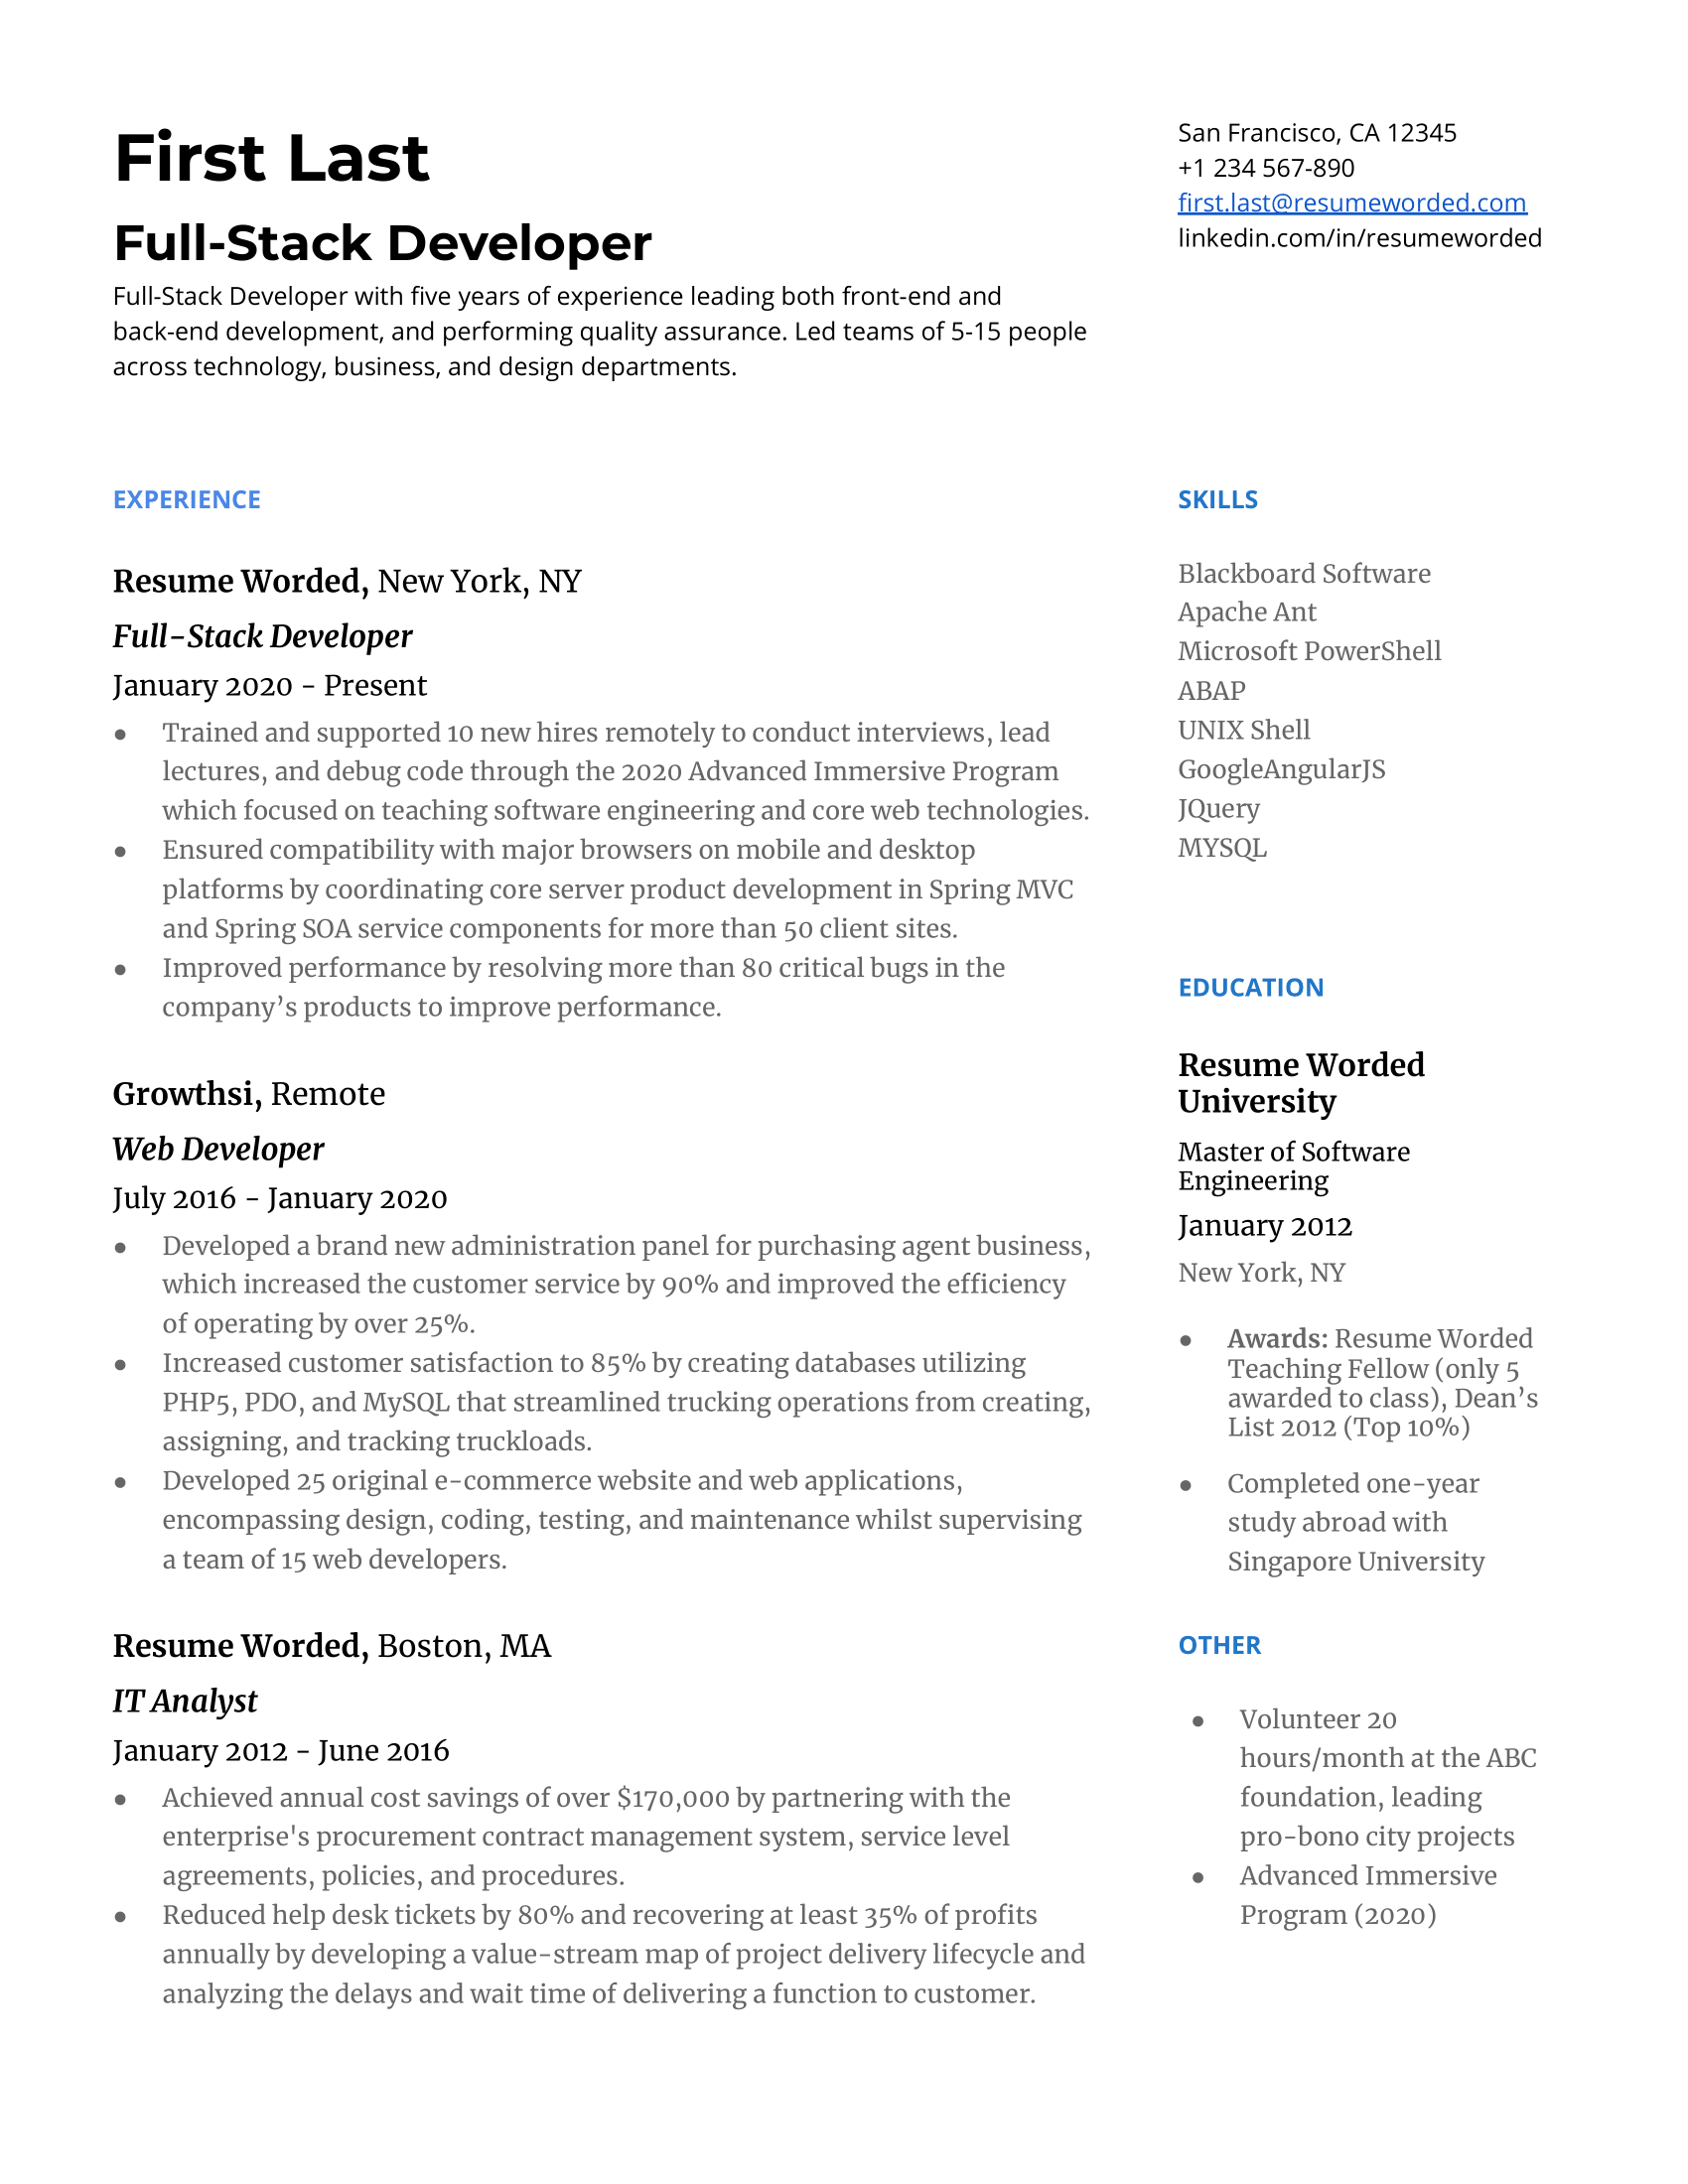 First Last
Full-Stack Developer
Full-Stack Developer with five years of experience leading both front-end and
back-end development, and performing quality assurance. Led teams of 5-15 people
across technology, business, and design departments.
San Francisco, CA 12345
+1 234 567-890
first.last@resumeworded.com
linkedin.com/in/resumeworded
EXPERIENCE
Resume Worded, New York, NY
Full-Stack Developer
January 2020 - Present
● Trained and supported 10 new hires remotely to conduct interviews, lead
lectures, and debug code through the 2020 Advanced Immersive Program
which focused on teaching software engineering and core web technologies.
● Ensured compatibility with major browsers on mobile and desktop
platforms by coordinating core server product development in Spring MVC
and Spring SOA service components for more than 50 client sites.
● Improved performance by resolving more than 80 critical bugs in the
company’s products to improve performance.
Growthsi, Remote
Web Developer
July 2016 - January 2020
● Developed a brand new administration panel for purchasing agent business,
which increased the customer service by 90% and improved the efficiency
of operating by over 25%.
● Increased customer satisfaction to 85% by creating databases utilizing
PHP5, PDO, and MySQL that streamlined trucking operations from creating,
assigning, and tracking truckloads.
● Developed 25 original e-commerce website and web applications,
encompassing design, coding, testing, and maintenance whilst supervising
a team of 15 web developers.
Resume Worded, Boston, MA
IT Analyst
January 2012 - June 2016
● Achieved annual cost savings of over $170,000 by partnering with the
enterprise's procurement contract management system, service level
agreements, policies, and procedures.
● Reduced help desk tickets by 80% and recovering at least 35% of profits
annually by developing a value-stream map of project delivery lifecycle and
analyzing the delays and wait time of delivering a function to customer.
SKILLS
Blackboard Software
Apache Ant
Microsoft PowerShell
ABAP
UNIX Shell
GoogleAngularJS
JQuery
MYSQL
EDUCATION
Resume Worded
University
Master of Software
Engineering
January 2012
New York, NY
● Awards: Resume Worded
Teaching Fellow (only 5
awarded to class), Dean’s
List 2012 (Top 10%)
● Completed one-year
study abroad with
Singapore University
OTHER
● Volunteer 20
hours/month at the ABC
foundation, leading
pro-bono city projects
● Advanced Immersive
Program (2020)